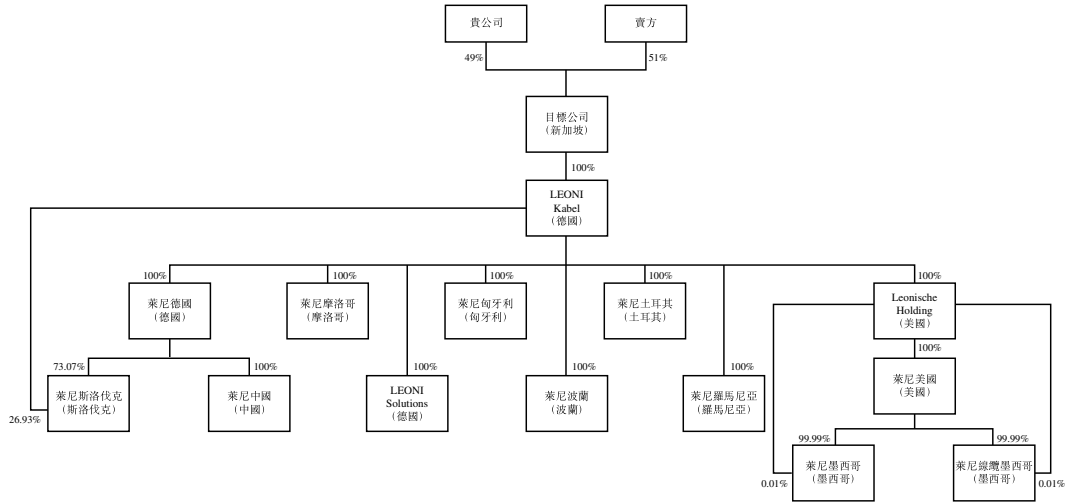 貴公司
賣方
49%
51%
目標公司
（新加坡）
100%
LEONI
Kabel
（德國）
100%
100%
100%
100%
100%
萊尼德國
（德國）
萊尼摩洛哥
（摩洛哥）
萊尼匈牙利
（匈牙利）
萊尼土耳其
（土耳其）
Leonische
Holding
（美國）
73.07%
100%
100%
100%
100%
100%
萊尼斯洛伐克
（斯洛伐克）
萊尼中國
（中國）
LEONI
Solutions
（德國）
萊尼波蘭
（波蘭）
萊尼羅馬尼亞
（羅馬尼亞）
萊尼美國
（美國）
26.93%
99.99%
99.99%
萊尼墨西哥
（墨西哥）
萊尼線纜墨西哥
（墨西哥）
0.01%
0.01%